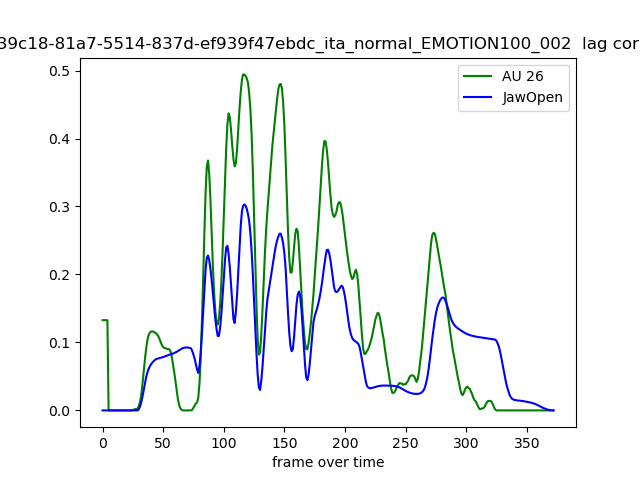 39c18-81a7-5514-837d-ef939f47ebdc_ita_normal_EMOTION100_002 lag cor
AU 26
JawOpen
0.5
0.4
0.3
0.2
0.1
0.0
0 50 100 150 200 250 300 350
frame over time